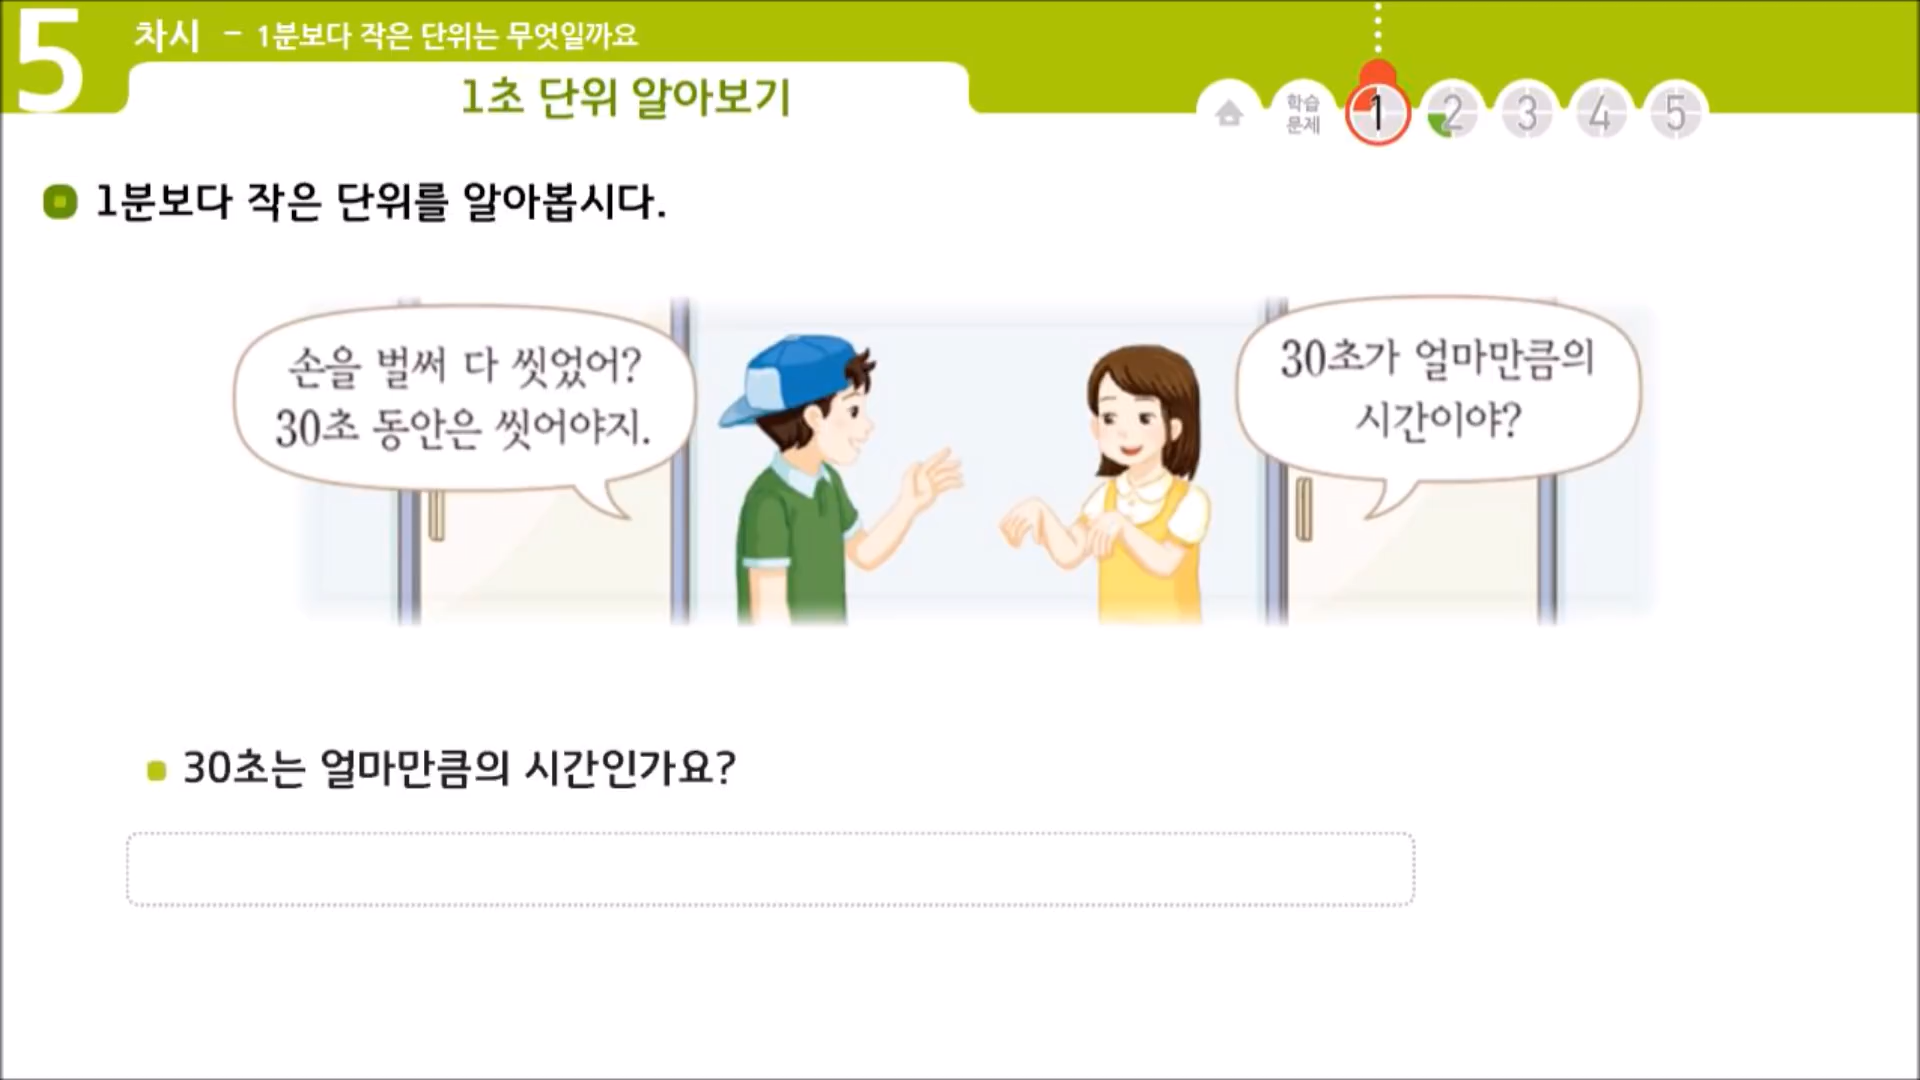 5
차시 - 1분보다 작은 단위는 무엇일까요
1초 단위 알아보기
학습
문제
1 2 3 4 5
1분보다 작은 단위를 알아봅시다.
손을 벌써 다 씻었어?
30초 동안은 씻어야지.
30초가 얼마만큼의
시간이야?
30초는 얼마만큼의 시간인가요?